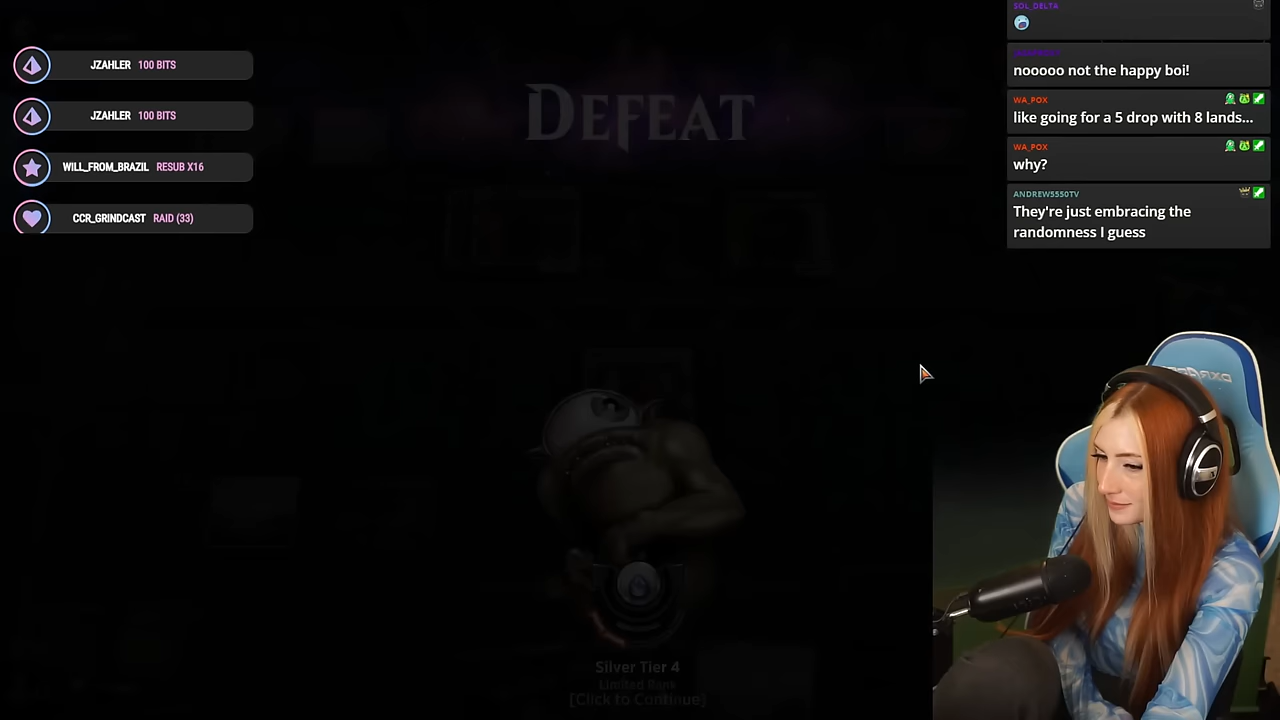 JZAHLER 100 BITS
JZAHLER 100 BITS
WILL_FROM_BRAZIL RESUB X16
CCR_GRINDCAST RAID (33)
DEFEAT
Silver Tier 4
Limited Rank
[Click to Continue]
SOL_DELTA
nooooo not the happy boi!
WA_POX
like going for a 5 drop with 8 lands...
WA_POX
why?
ANDREW5550TV
They're just embracing the
randomness I guess